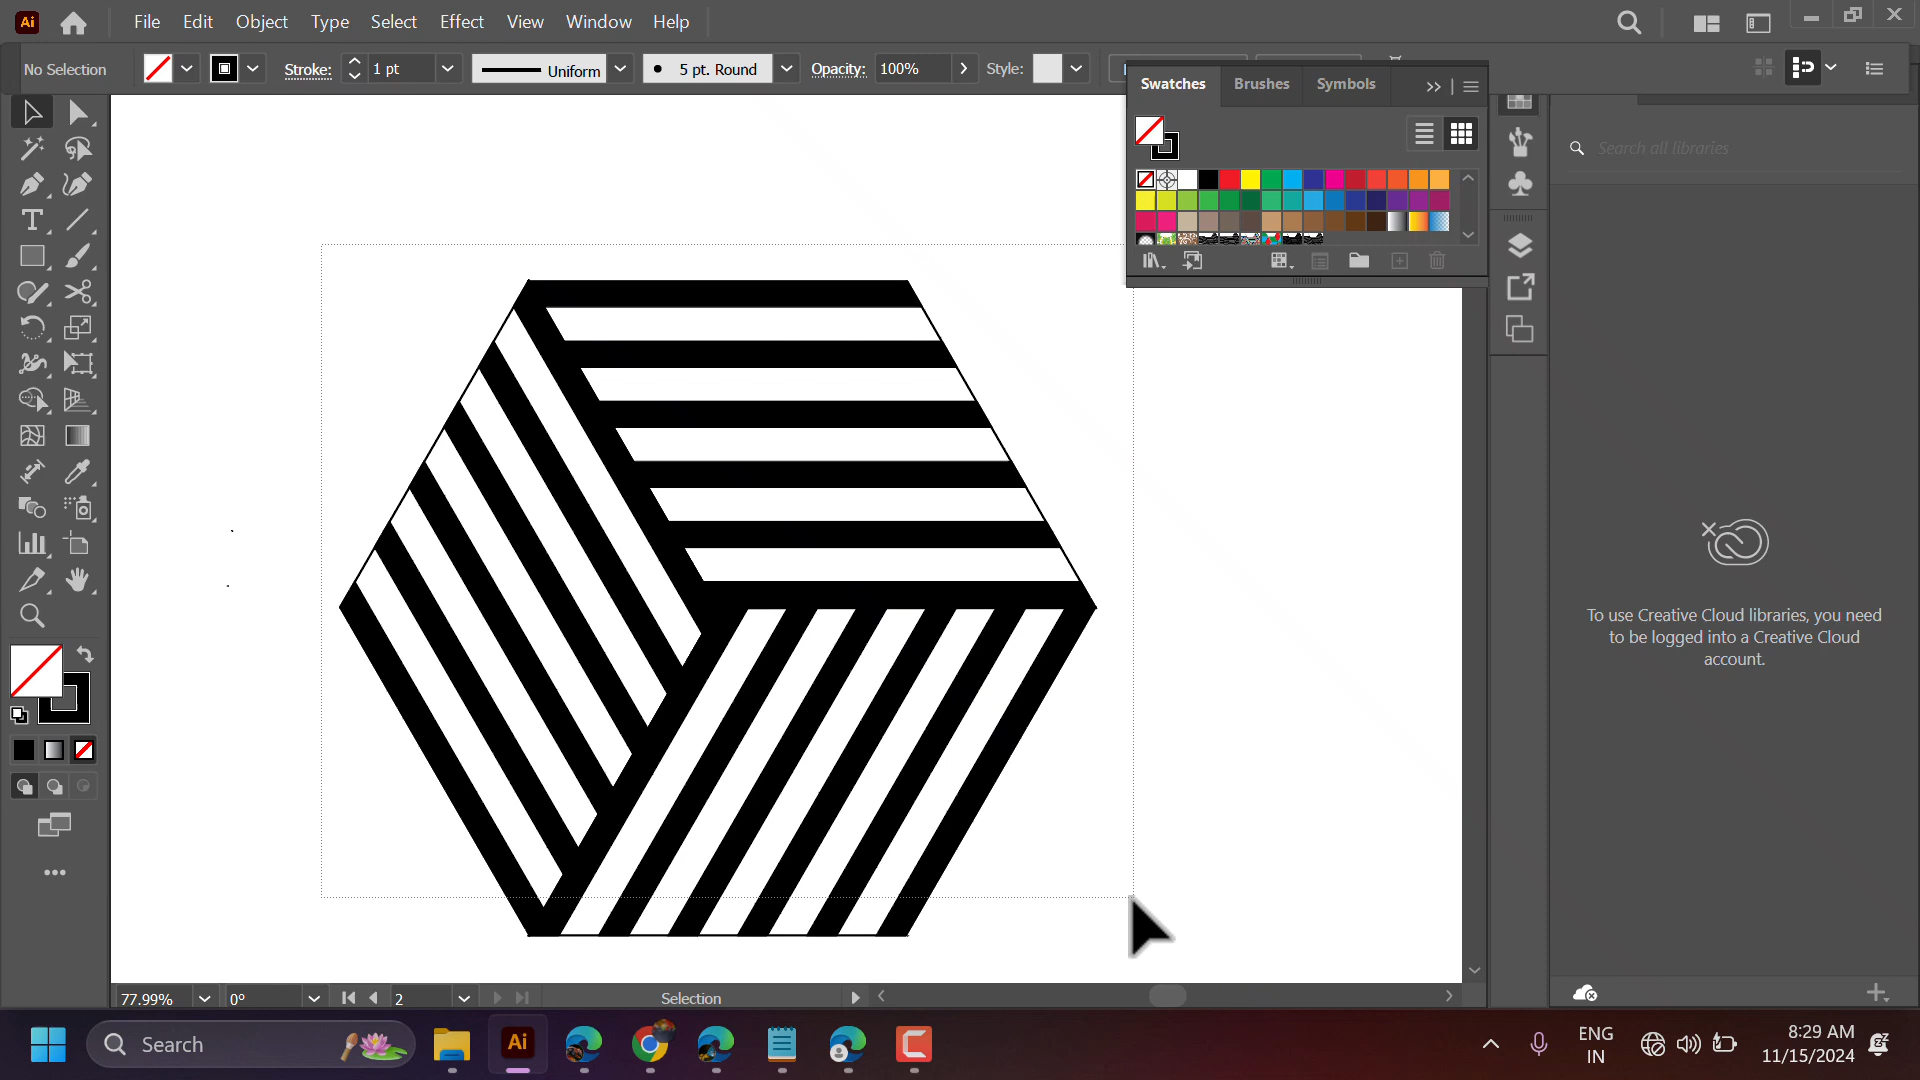 Ai File Edit Object Type Select Effect View Window Help
No Selection Stroke: 1 pt Uniform 5 pt. Round Opacity: 100% Style:
Swatches Brushes Symbols
Search all libraries
To use Creative Cloud libraries, you need
to be logged into a Creative Cloud
account.
77.99% 0° 2 Selection
Search Ai
ENG
IN
8:29 AM
11/15/2024